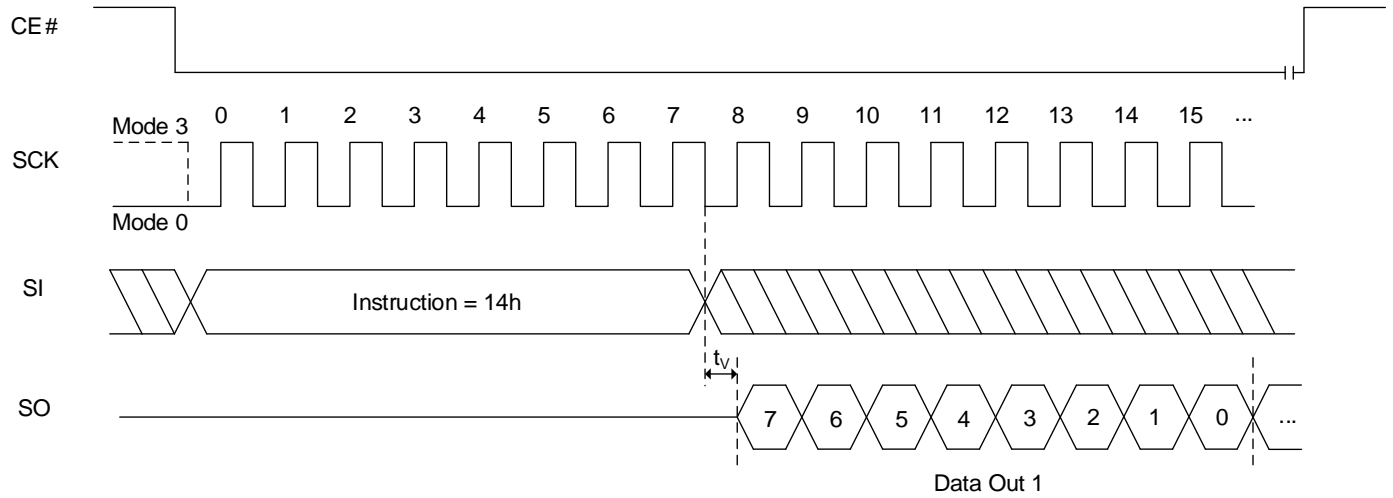 CE#
0 1 2 3 4 5 6 7 8 9 10 11 12 13 14 15 ...
Mode 3
SCK
Mode 0
SI
Instruction = 14h
tV
SO
7 6 5 4 3 2 1 0 ...
Data Out 1